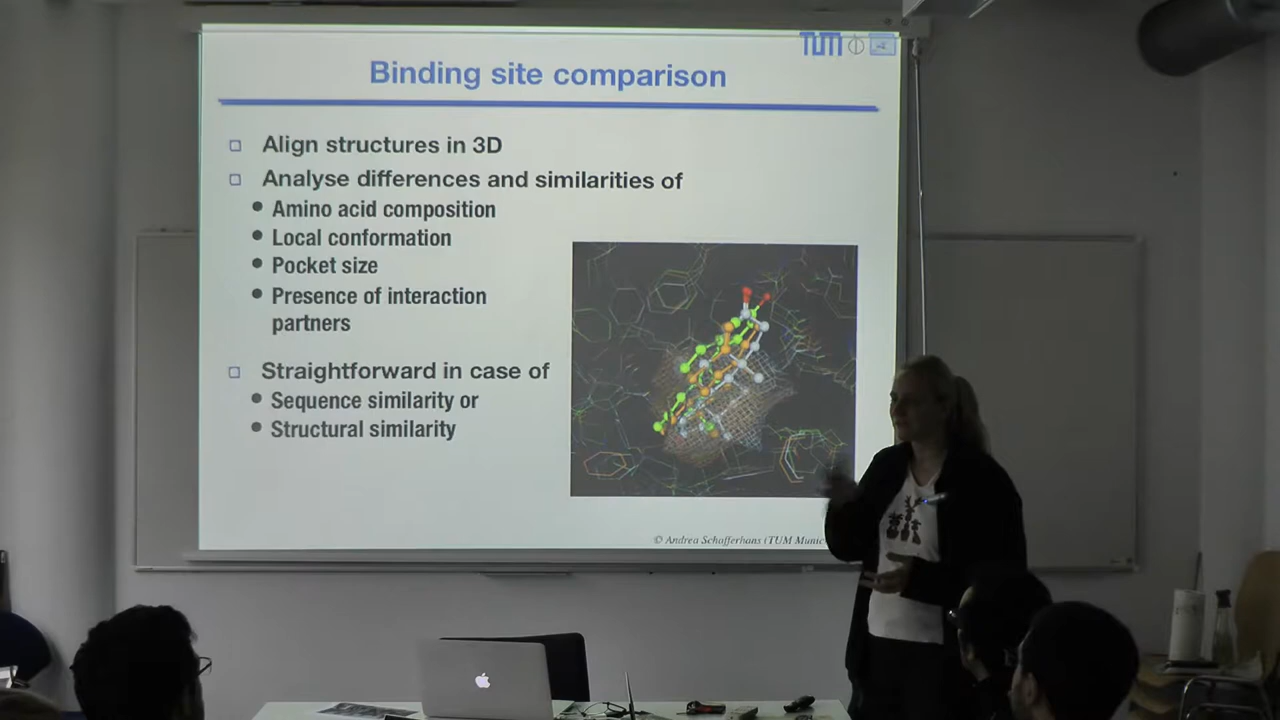 TUM
Binding site comparison
Align structures in 3D
Analyse differences and similarities of
Amino acid composition
Local conformation
Pocket size
Presence of interaction
partners
Straightforward in case of
Sequence similarity or
Structural similarity
© Andrea Schafferhans (TUM Munic